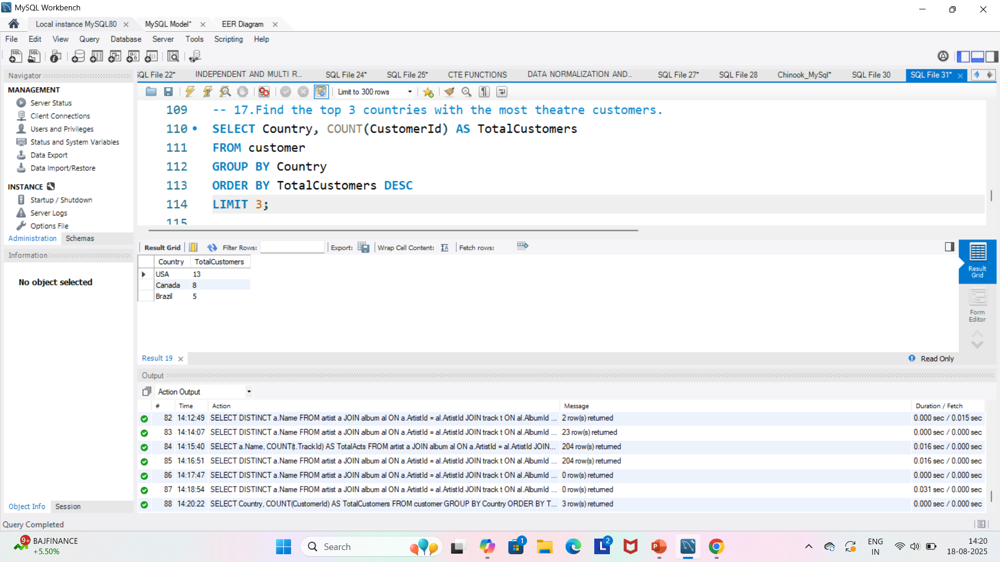 MySQL Workbench
Local instance MySQL80
MySQL Model*
EER Diagram
File Edit View Query Database Server Tools Scripting Help
Navigator
MANAGEMENT
Server Status
Client Connections
Users and Privileges
Status and System Variables
Data Export
Data Import/Restore
INSTANCE
Startup / Shutdown
Server Logs
Options File
Administration Schemas
Information
No object selected
Object Info Session
Query Completed
SQL File 22* INDEPENDENT AND MULTI R... SQL File 24* SQL File 25* CTE FUNCTIONS DATA NORMALIZATION AND... SQL File 27* SQL File 28 Chinook_MySql* SQL File 30 SQL File 31*
Limit to 300 rows
109 -- 17.Find the top 3 countries with the most theatre customers.
110 SELECT Country, COUNT(CustomerId) AS TotalCustomers
111 FROM customer
112 GROUP BY Country
113 ORDER BY TotalCustomers DESC
114 LIMIT 3;
115
Result Grid Filter Rows: Export: Wrap Cell Content: Fetch rows:
Country TotalCustomers
USA 13
Canada 8
Brazil 5
Result Grid
Form Editor
Result 19
Read Only
Output
Action Output
# Time Action Message Duration / Fetch
82 14:12:49 SELECT DISTINCT a.Name FROM artist a JOIN album al ON a.ArtistId = al.ArtistId JOIN track t ON al.AlbumId ... 2 row(s) returned 0.000 sec / 0.015 sec
83 14:14:07 SELECT DISTINCT a.Name FROM artist a JOIN album al ON a.ArtistId = al.ArtistId JOIN track t ON al.AlbumId ... 23 row(s) returned 0.000 sec / 0.000 sec
84 14:15:40 SELECT a.Name, COUNT(t.TrackId) AS TotalActs FROM artist a JOIN album al ON a.ArtistId = al.ArtistId JOIN... 204 row(s) returned 0.016 sec / 0.000 sec
85 14:16:51 SELECT DISTINCT a.Name FROM artist a JOIN album al ON a.ArtistId = al.ArtistId JOIN track t ON al.AlbumId ... 204 row(s) returned 0.016 sec / 0.000 sec
86 14:17:47 SELECT DISTINCT a.Name FROM artist a JOIN album al ON a.ArtistId = al.ArtistId JOIN track t ON al.AlbumId ... 0 row(s) returned 0.000 sec / 0.000 sec
87 14:18:54 SELECT DISTINCT a.Name FROM artist a JOIN album al ON a.ArtistId = al.ArtistId JOIN track t ON al.AlbumId ... 0 row(s) returned 0.031 sec / 0.000 sec
88 14:20:22 SELECT Country, COUNT(CustomerId) AS TotalCustomers FROM customer GROUP BY Country ORDER BY T... 3 row(s) returned 0.000 sec / 0.000 sec
9+
BAJFINANCE
+5.50%
Search
1
2
ENG
IN
14:20
18-08-2025